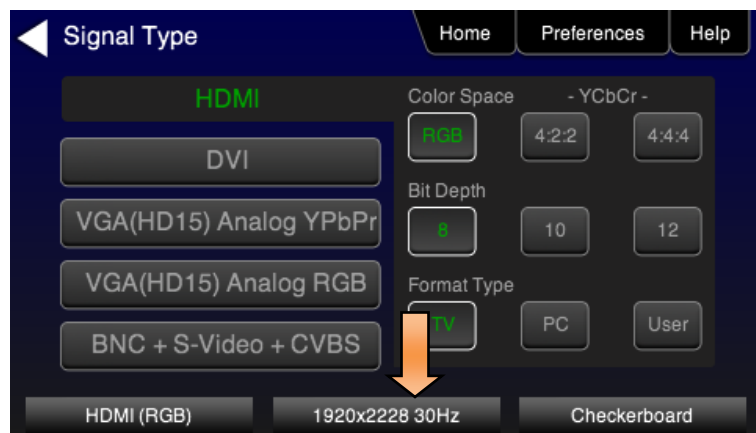 Signal Type
Home
Preferences
Help
HDMI
DVI
VGA(HD15) Analog YPbPr
VGA(HD15) Analog RGB
BNC + S-Video + CVBS
Color Space
- YCbCr -
RGB
4:2:2
4:4:4
Bit Depth
8
10
12
Format Type
TV
PC
User
HDMI (RGB)
1920x2228 30Hz
Checkerboard